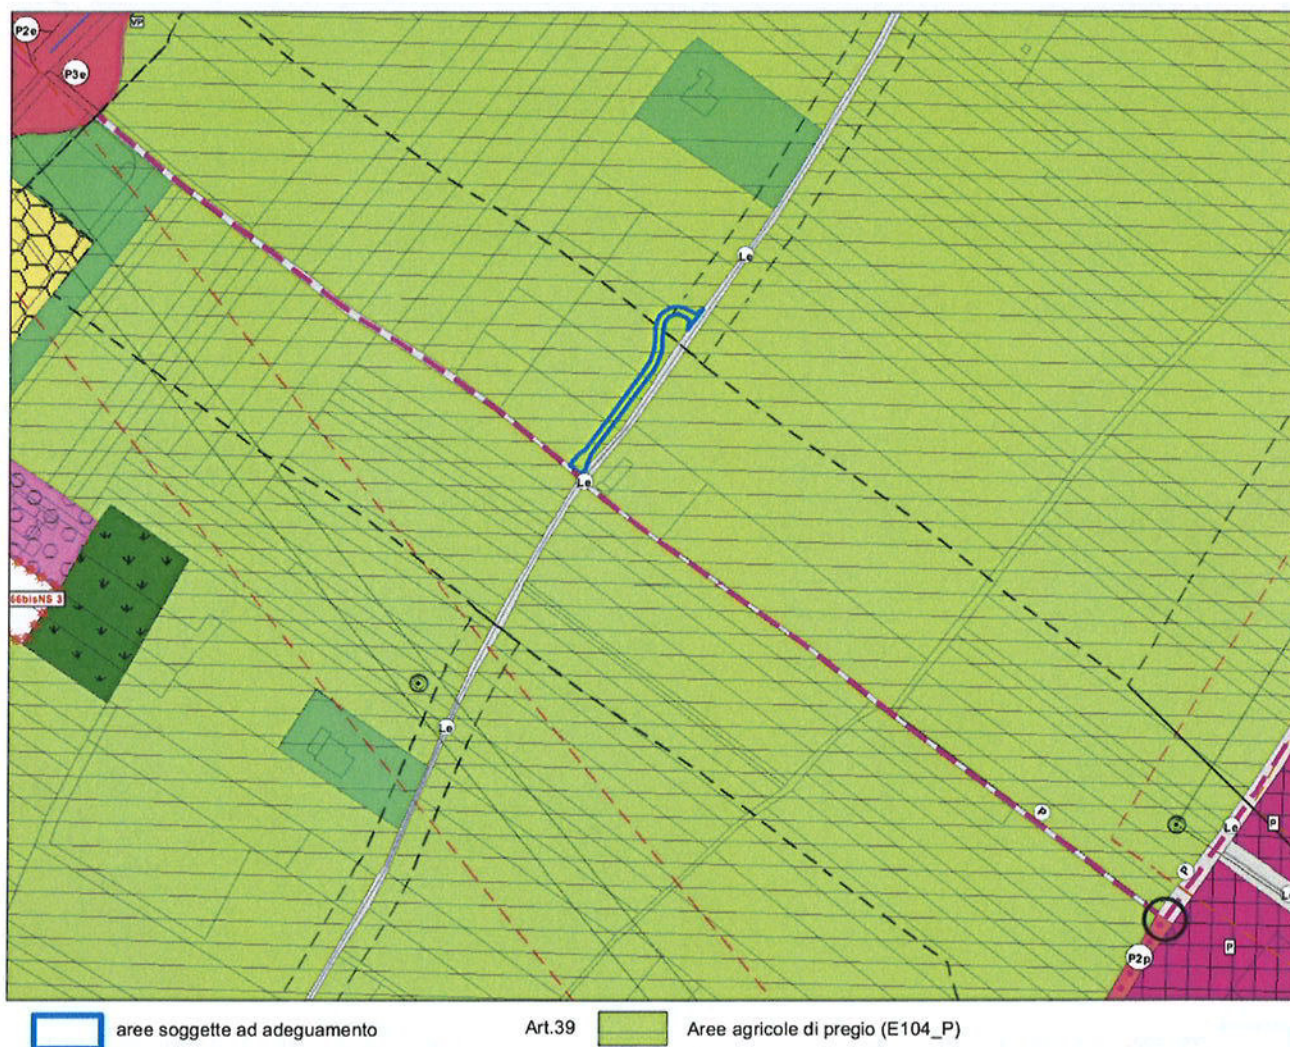 P2e
VP
P3e
Le
Le
66bisNS 3
Le
P
Le
P
P
P
P2p
aree soggette ad adeguamento Art.39 Aree agricole di pregio (E104_P)